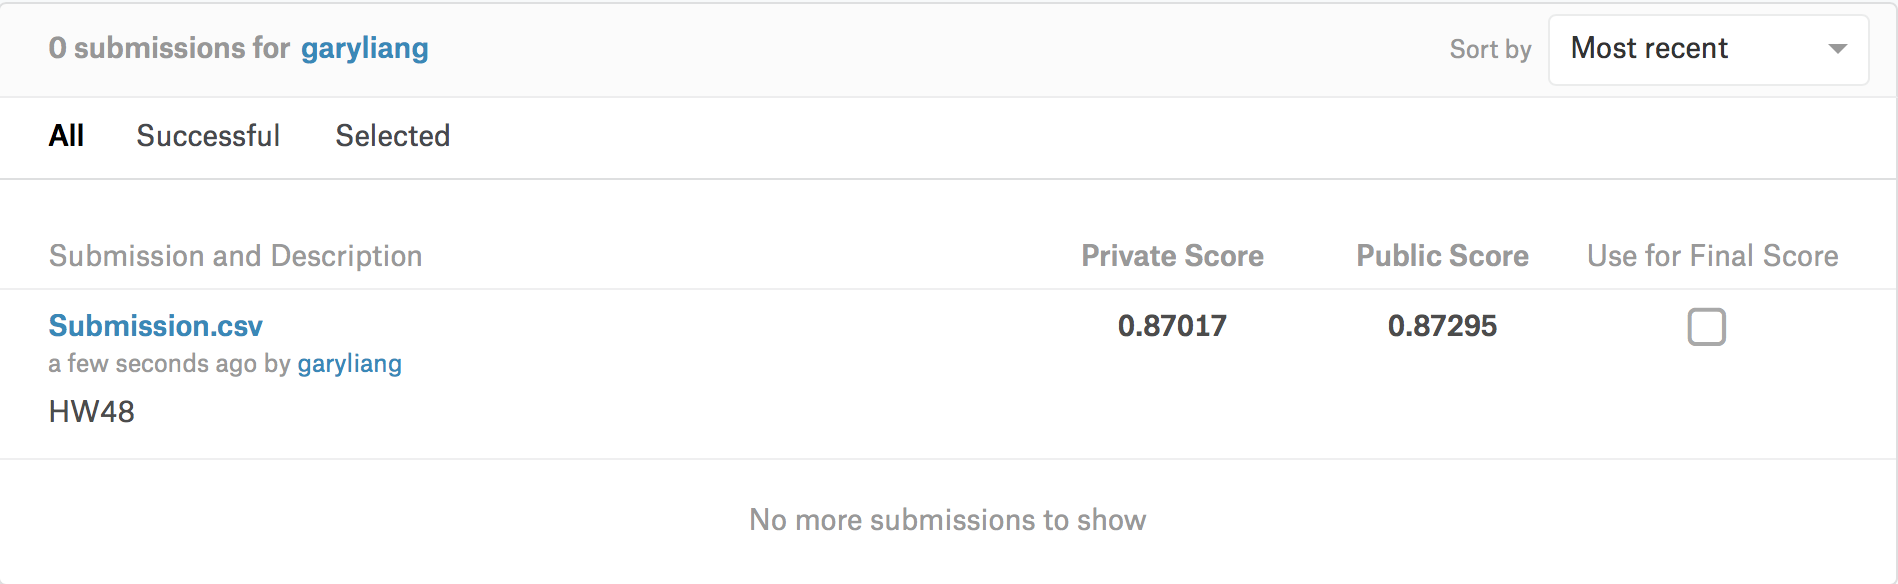 0 submissions for garyliang Sort by Most recent
All Successful Selected
Submission and Description Private Score Public Score Use for Final Score
Submission.csv 0.87017 0.87295
a few seconds ago by garyliang
HW48
No more submissions to show